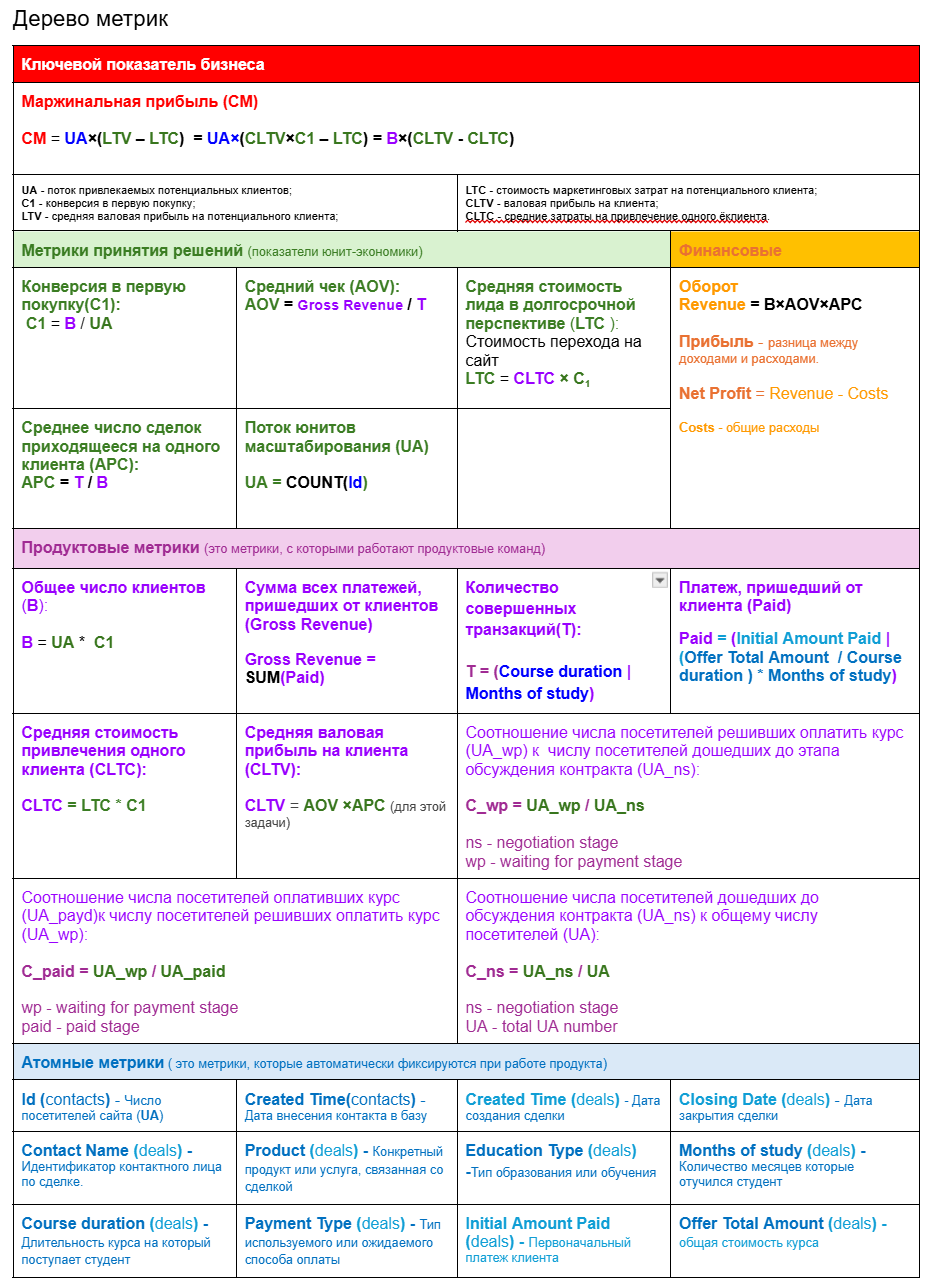 Дерево метрик
Ключевой показатель бизнеса
Маржинальная прибыль (CM)
CM = UA×(LTV – LTC)  = UA×(CLTV×C1 – LTC) = B×(CLTV - CLTC)
UA - поток привлекаемых потенциальных клиентов;
C1 - конверсия в первую покупку;
LTV - средняя валовая прибыль на потенциального клиента;
LTC - стоимость маркетинговых затрат на потенциального клиента;
CLTV - валовая прибыль на клиента;
CLTC - средние затраты на привлечение одного ёклиента.
Метрики принятия решений (показатели юнит-экономики)
Финансовые
Конверсия в первую
покупку(C1):
C1 = B / UA
Средний чек (AOV):
AOV = Gross Revenue / T
Средняя стоимость
лида в долгосрочной
перспективе (LTC ):
Стоимость перехода на
сайт
LTC = CLTC × C1
Оборот
Revenue = B×AOV×APC
Прибыль - разница между
доходами и расходами.
Net Profit = Revenue - Costs
Costs - общие расходы
Среднее число сделок
приходящееся на одного
клиента (APC):
APC = T / B
Поток юнитов
масштабирования (UA)
UA = COUNT(Id)
Продуктовые метрики (это метрики, с которыми работают продуктовые команд)
Общее число клиентов
(B):
B = UA *  C1
Сумма всех платежей,
пришедших от клиентов
(Gross Revenue)
Gross Revenue =
SUM(Paid)
Количество
совершенных
транзакций(T):
T = (Course duration |
Months of study)
Платеж, пришедший от
клиента (Paid)
Paid = (Initial Amount Paid |
(Offer Total Amount  / Course
duration ) * Months of study)
Средняя стоимость
привлечения одного
клиента (CLTC):
CLTC = LTC * C1
Средняя валовая
прибыль на клиента
(CLTV):
CLTV = AOV ×APC (для этой
задачи)
Соотношение числа посетителей решивших оплатить курс
(UA_wp) к  числу посетителей дошедших до этапа
обсуждения контракта (UA_ns):
C_wp = UA_wp / UA_ns
ns - negotiation stage
wp - waiting for payment stage
Соотношение числа посетителей оплативших курс
(UA_payd)к числу посетителей решивших оплатить курс
(UA_wp):
C_paid = UA_wp / UA_paid
wp - waiting for payment stage
paid - paid stage
Соотношение числа посетителей дошедших до
обсуждения контракта (UA_ns) к общему числу
посетителей (UA):
C_ns = UA_ns / UA
ns - negotiation stage
UA - total UA number
Атомные метрики ( это метрики, которые автоматически фиксируются при работе продукта)
Id (contacts) - Число
посетителей сайта (UA)
Created Time(contacts) -
Дата внесения контакта в базу
Created Time (deals) - Дата
создания сделки
Closing Date (deals) - Дата
закрытия сделки
Contact Name (deals) -
Идентификатор контактного лица
по сделке.
Product (deals) - Конкретный
продукт или услуга, связанная со
сделкой
Education Type (deals)
-Тип образования или обучения
Months of study (deals) -
Количество месяцев которые
отучился студент
Course duration (deals) -
Длительность курса на который
поступает студент
Payment Type (deals) - Тип
используемого или ожидаемого
способа оплаты
Initial Amount Paid
(deals) - Первоначальный
платеж клиента
Offer Total Amount (deals) -
общая стоимость курса